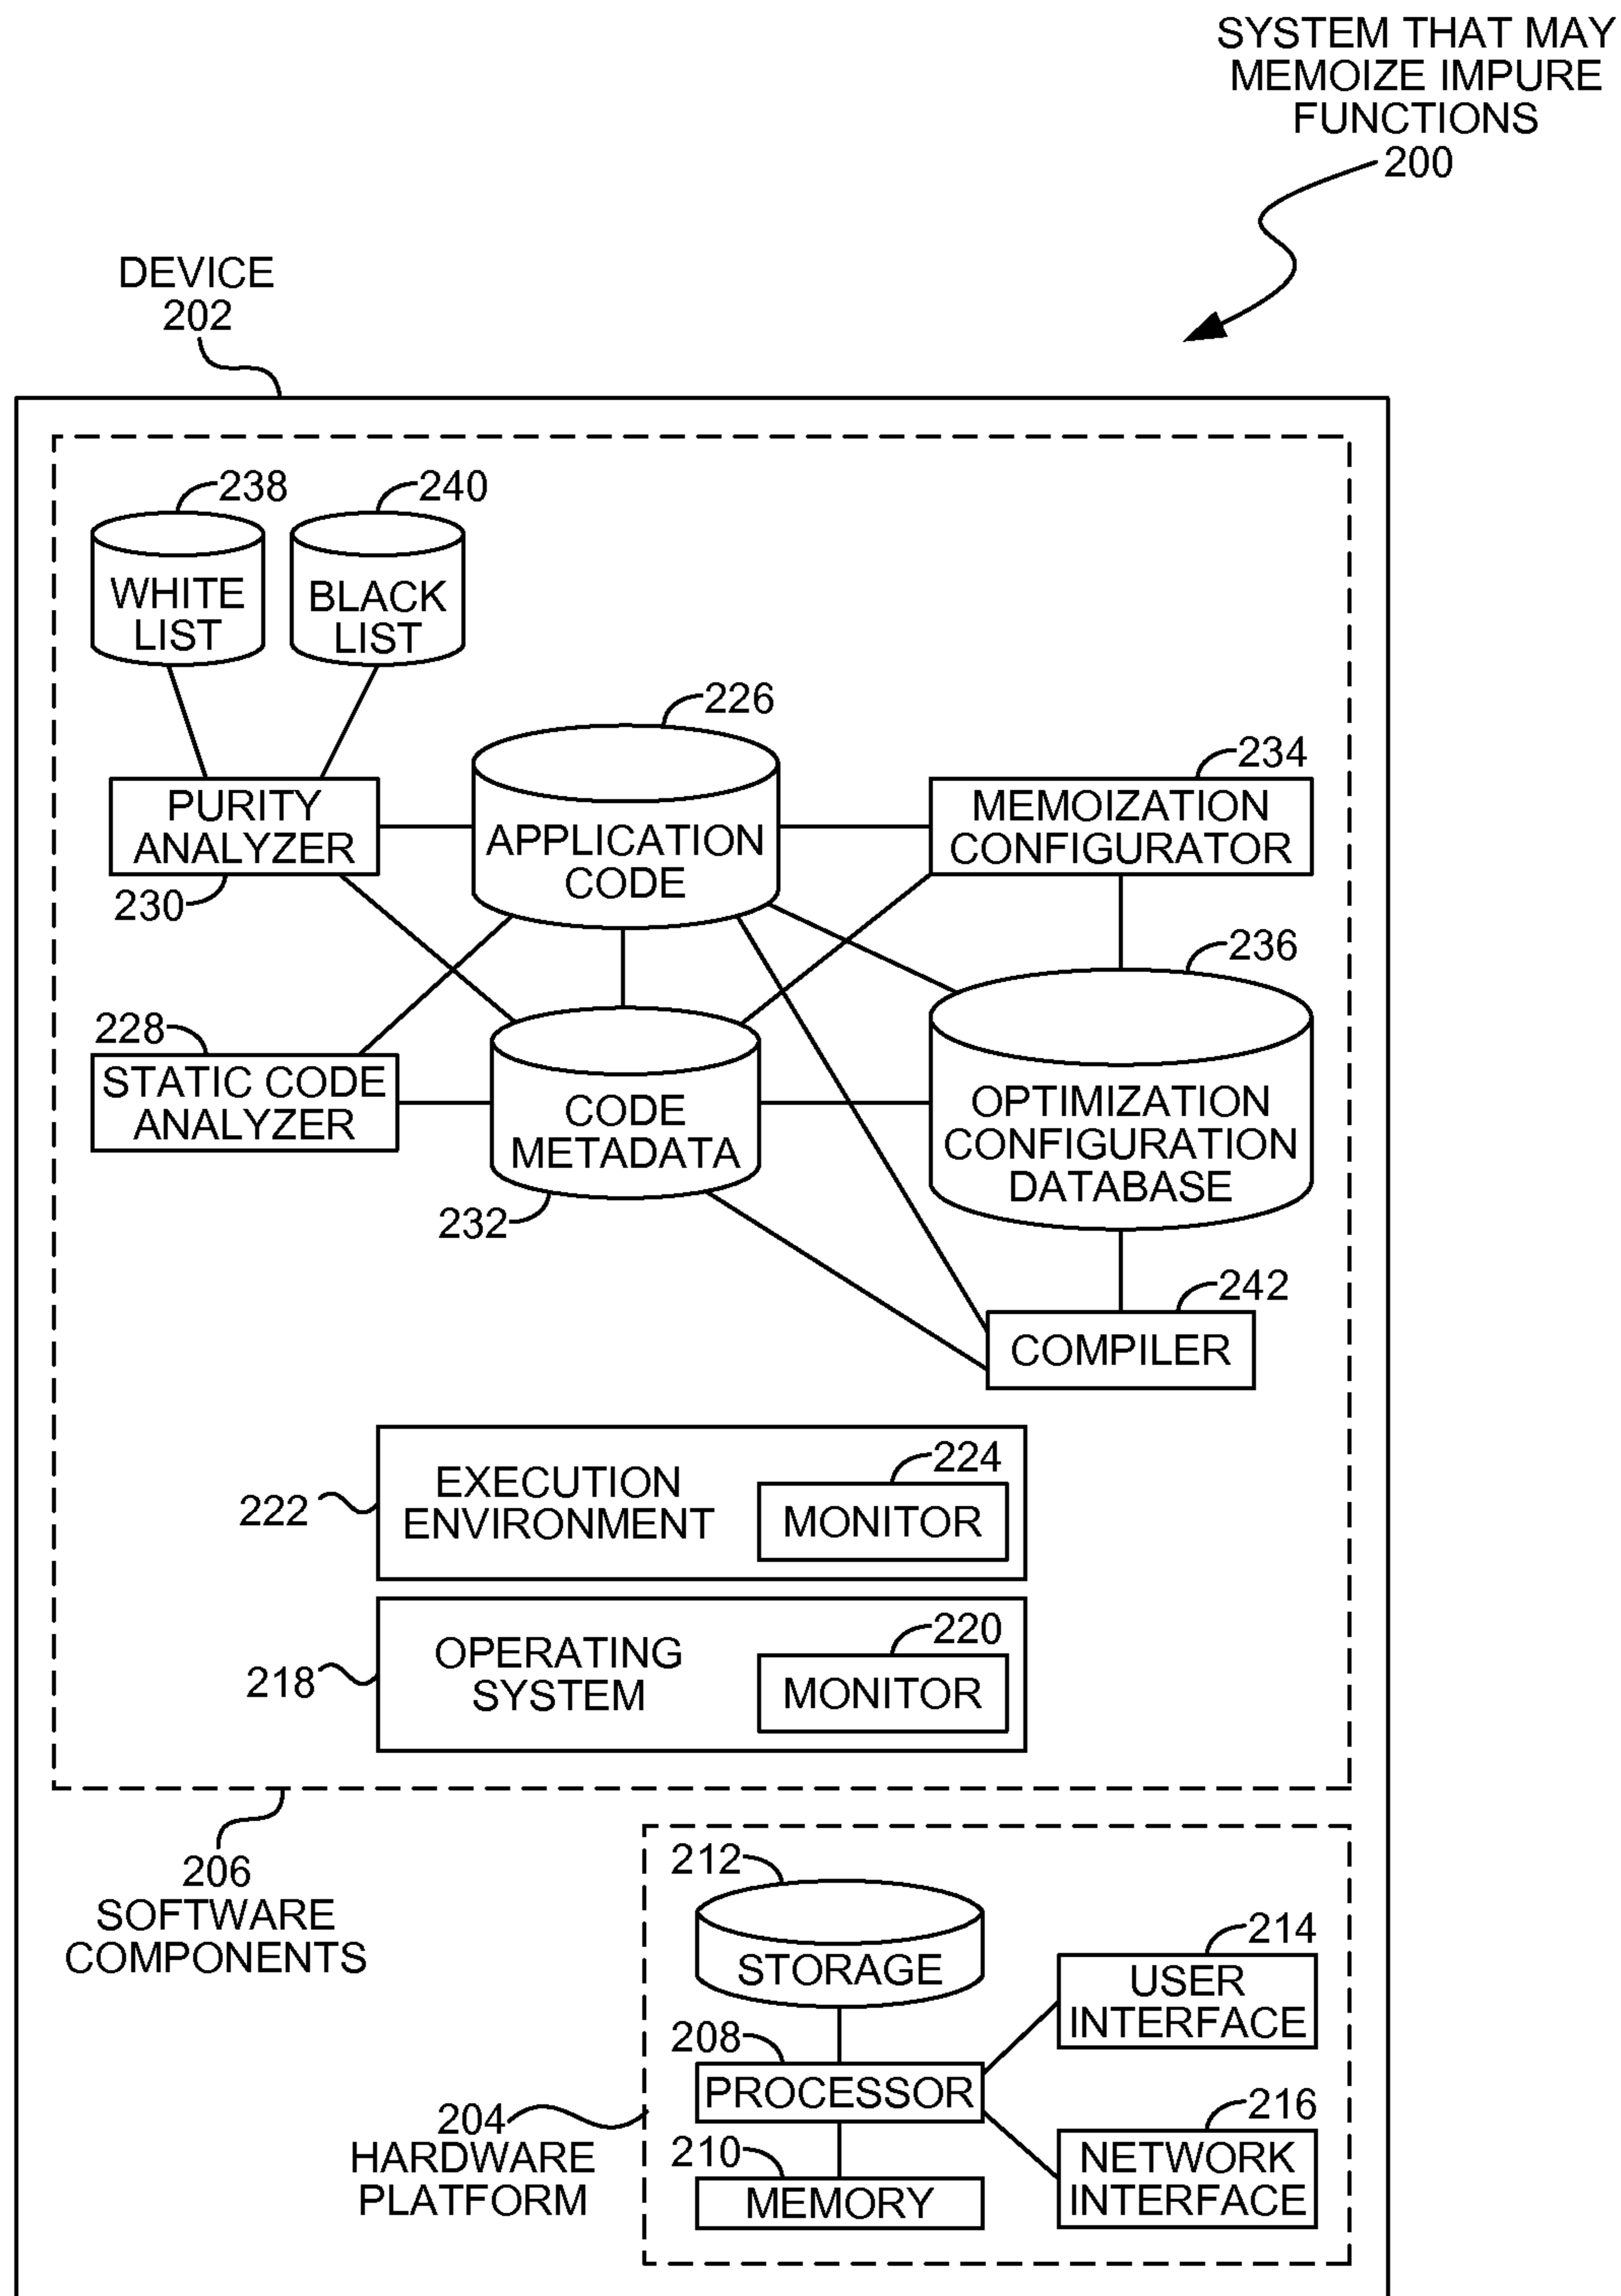 SYSTEM THAT MAY
MEMOIZE IMPURE
FUNCTIONS
200
DEVICE
202
238
240
WHITE
LIST
BLACK
LIST
226
234
PURITY
ANALYZER
230
APPLICATION
CODE
MEMOIZATION
CONFIGURATOR
236
228
STATIC CODE
ANALYZER
CODE
METADATA
232
OPTIMIZATION
CONFIGURATION
DATABASE
242
COMPILER
222
EXECUTION
ENVIRONMENT
224
MONITOR
218
OPERATING
SYSTEM
220
MONITOR
206
SOFTWARE
COMPONENTS
212
STORAGE
214
USER
INTERFACE
208
PROCESSOR
204
HARDWARE
PLATFORM
210
MEMORY
216
NETWORK
INTERFACE